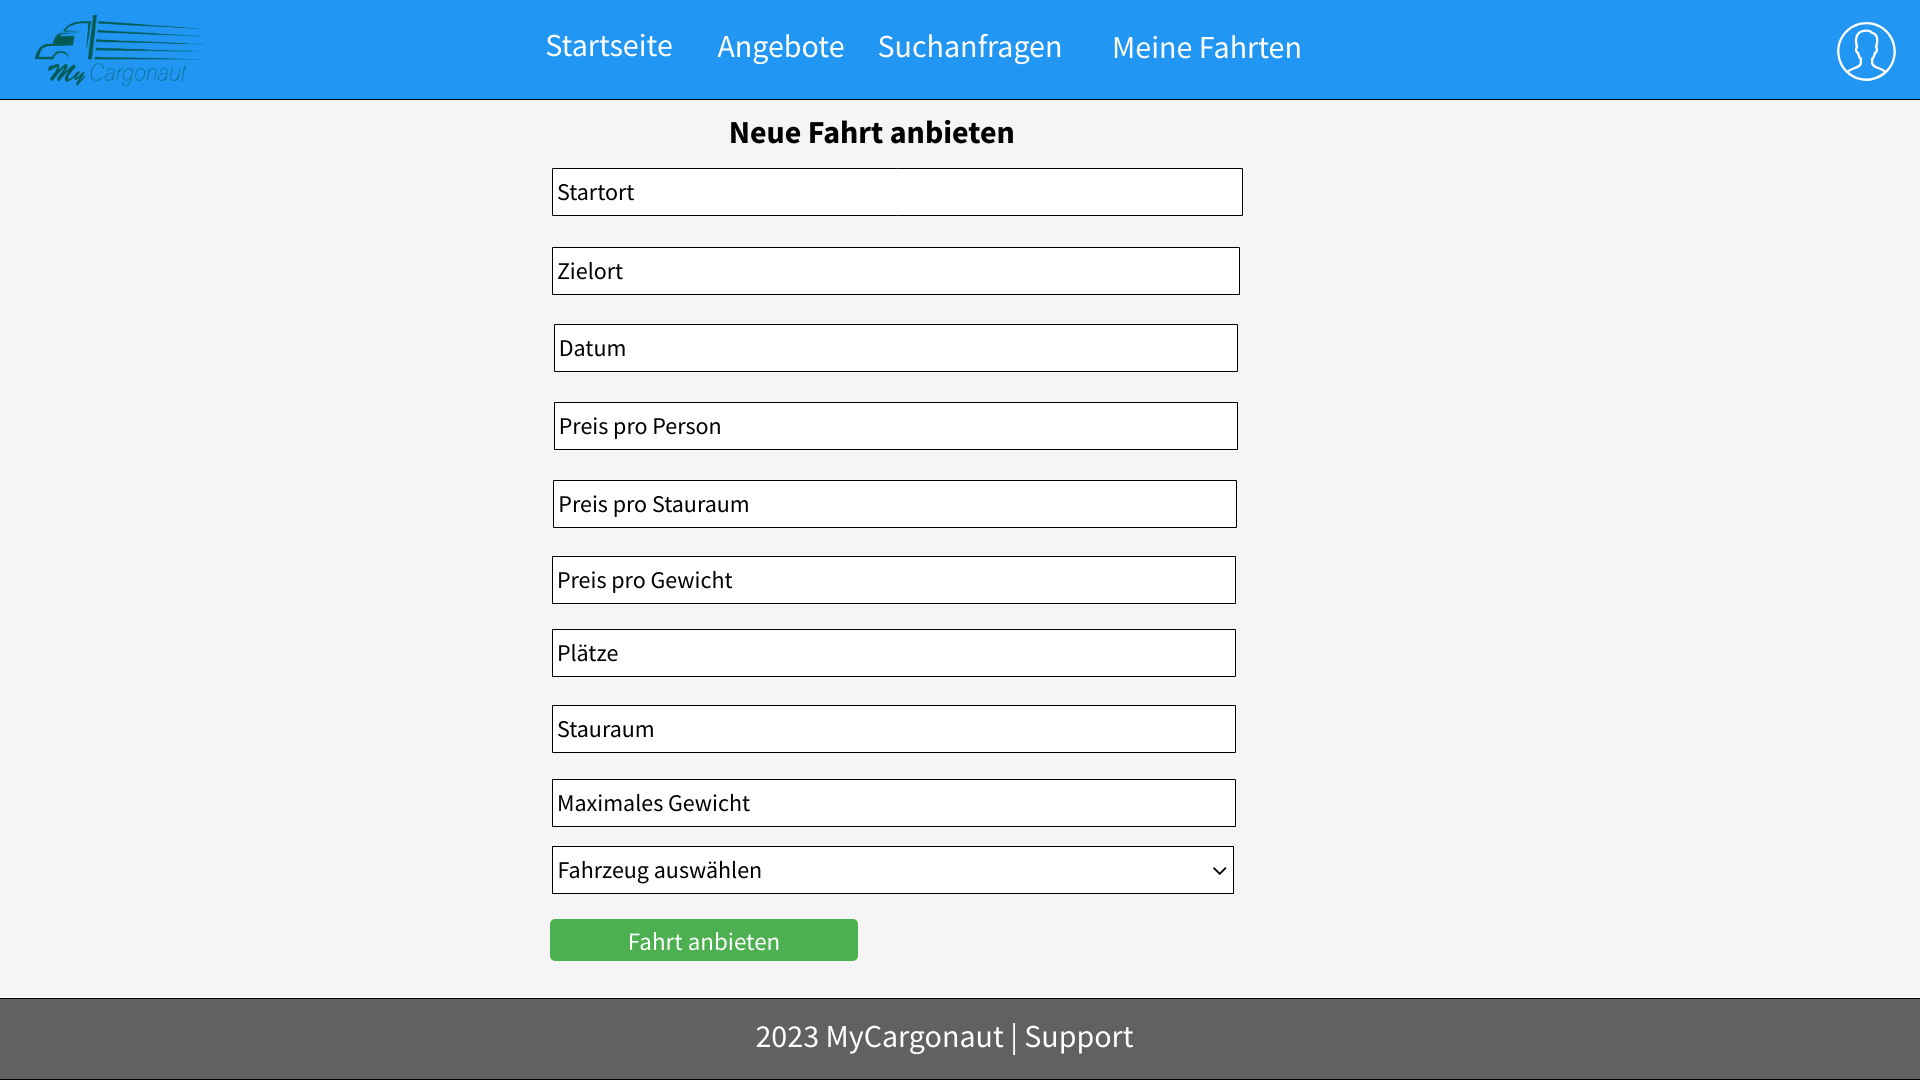 My Cargonaut
Startseite Angebote Suchanfragen Meine Fahrten
Neue Fahrt anbieten
Startort
Zielort
Datum
Preis pro Person
Preis pro Stauraum
Preis pro Gewicht
Plätze
Stauraum
Maximales Gewicht
Fahrzeug auswählen
Fahrt anbieten
2023 MyCargonaut | Support